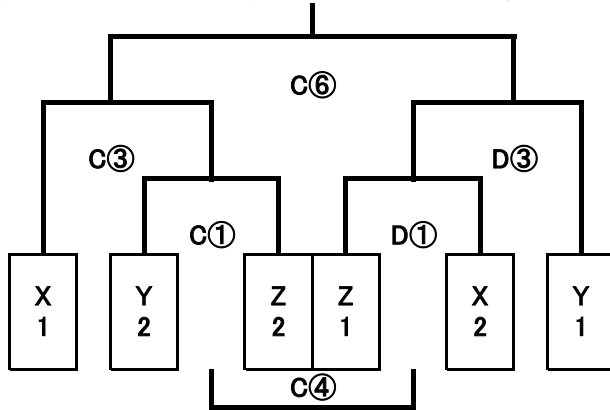 C⑥
C③ D③
C① D①
X Y Z Z X Y
1 2 2 1 2 1
C④